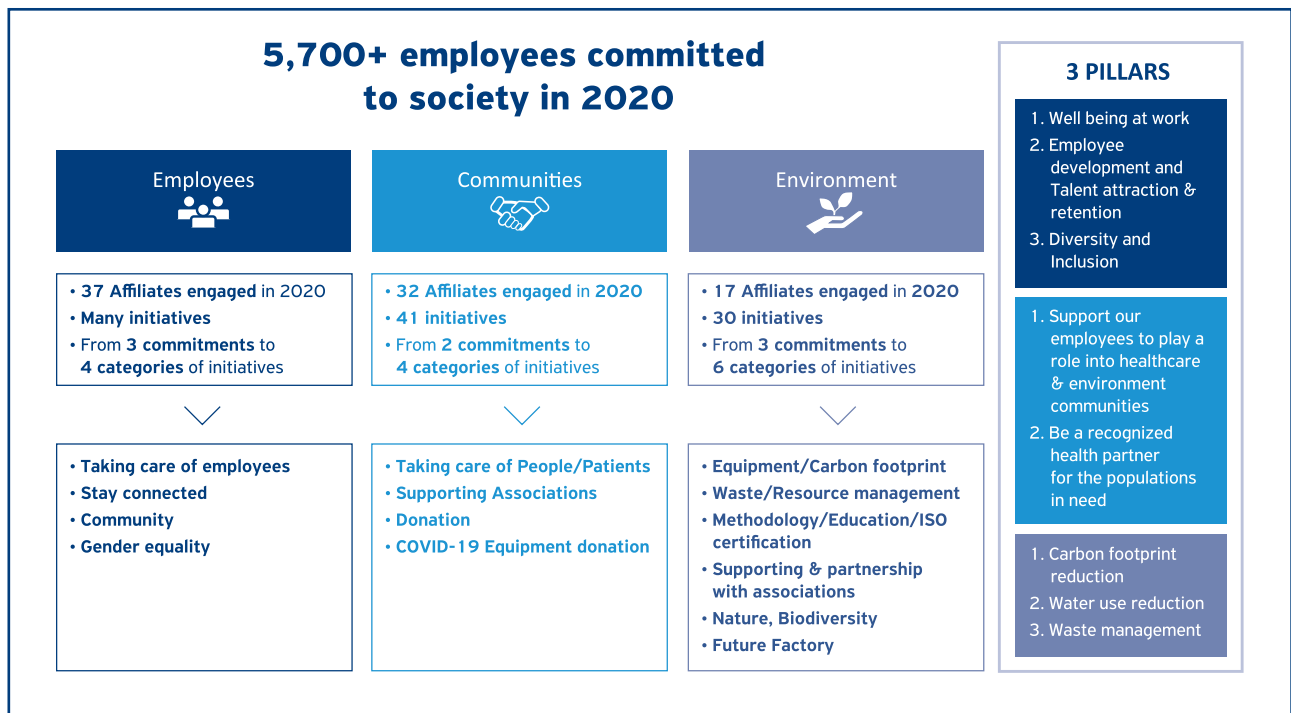 5,700+ employees committed
to society in 2020
Employees
• 37 Affiliates engaged in 2020
• Many initiatives
• From 3 commitments to
4 categories of initiatives
• Taking care of employees
• Stay connected
• Community
• Gender equality
Communities
• 32 Affiliates engaged in 2020
• 41 initiatives
• From 2 commitments to
4 categories of initiatives
• Taking care of People/Patients
• Supporting Associations
• Donation
• COVID-19 Equipment donation
Environment
• 17 Affiliates engaged in 2020
• 30 initiatives
• From 3 commitments to
6 categories of initiatives
• Equipment/Carbon footprint
• Waste/Resource management
• Methodology/Education/ISO
certification
• Supporting & partnership
with associations
• Nature, Biodiversity
• Future Factory
3 PILLARS
1. Well being at work
2. Employee
development and
Talent attraction &
retention
3. Diversity and
Inclusion
1. Support our
employees to play a
role into healthcare
& environment
communities
2. Be a recognized
health partner
for the populations
in need
1. Carbon footprint
reduction
2. Water use reduction
3. Waste management